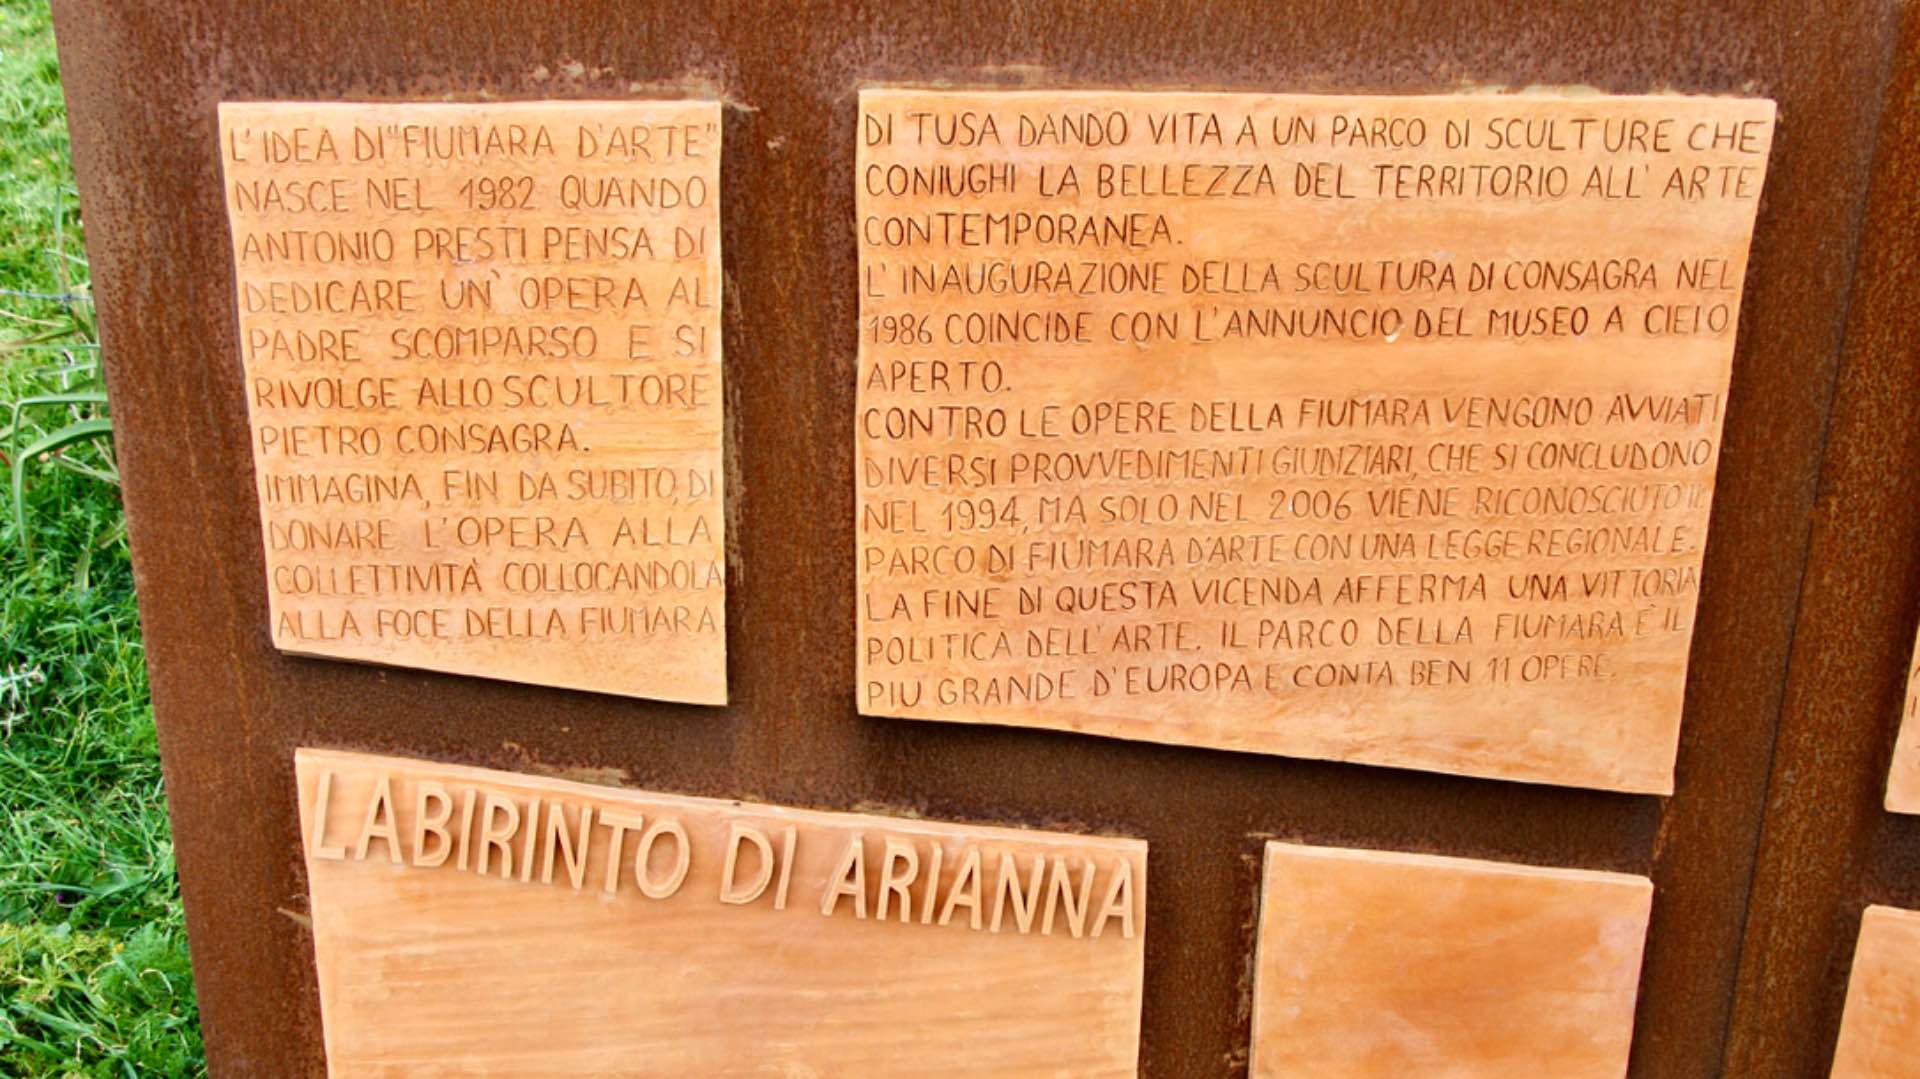 L'IDEA DI "FIUMARA D'ARTE"
NASCE NEL 1982 QUANDO
ANTONIO PRESTI PENSA DI
DEDICARE UN' OPERA AL
PADRE SCOMPARSO E SI
RIVOLGE ALLO SCULTORE
PIETRO CONSAGRA.
IMMAGINA, FIN DA SUBITO, DI
DONARE L'OPERA ALLA
COLLETTIVITÀ COLLOCANDOLA
ALLA FOCE DELLA FIUMARA
DI TUSA DANDO VITA A UN PARCO DI SCULTURE CHE
CONIUGHI LA BELLEZZA DEL TERRITORIO ALL'ARTE
CONTEMPORANEA.
L'INAUGURAZIONE DELLA SCULTURA DI CONSAGRA NEL
1986 COINCIDE CON L'ANNUNCIO DEL MUSEO A CIELO
APERTO.
CONTRO LE OPERE DELLA FIUMARA VENGONO AVVIATI
DIVERSI PROVVEDIMENTI GIUDIZIARI, CHE SI CONCLUDONO
NEL 1994, MA SOLO NEL 2006 VIENE RICONOSCIUTO IL
PARCO DI FIUMARA D'ARTE CON UNA LEGGE REGIONALE.
LA FINE DI QUESTA VICENDA AFFERMA UNA VITTORIA
POLITICA DELL'ARTE. IL PARCO DELLA FIUMARA È IL
PIU GRANDE D'EUROPA E CONTA BEN 11 OPERE.
LABIRINTO DI ARIANNA